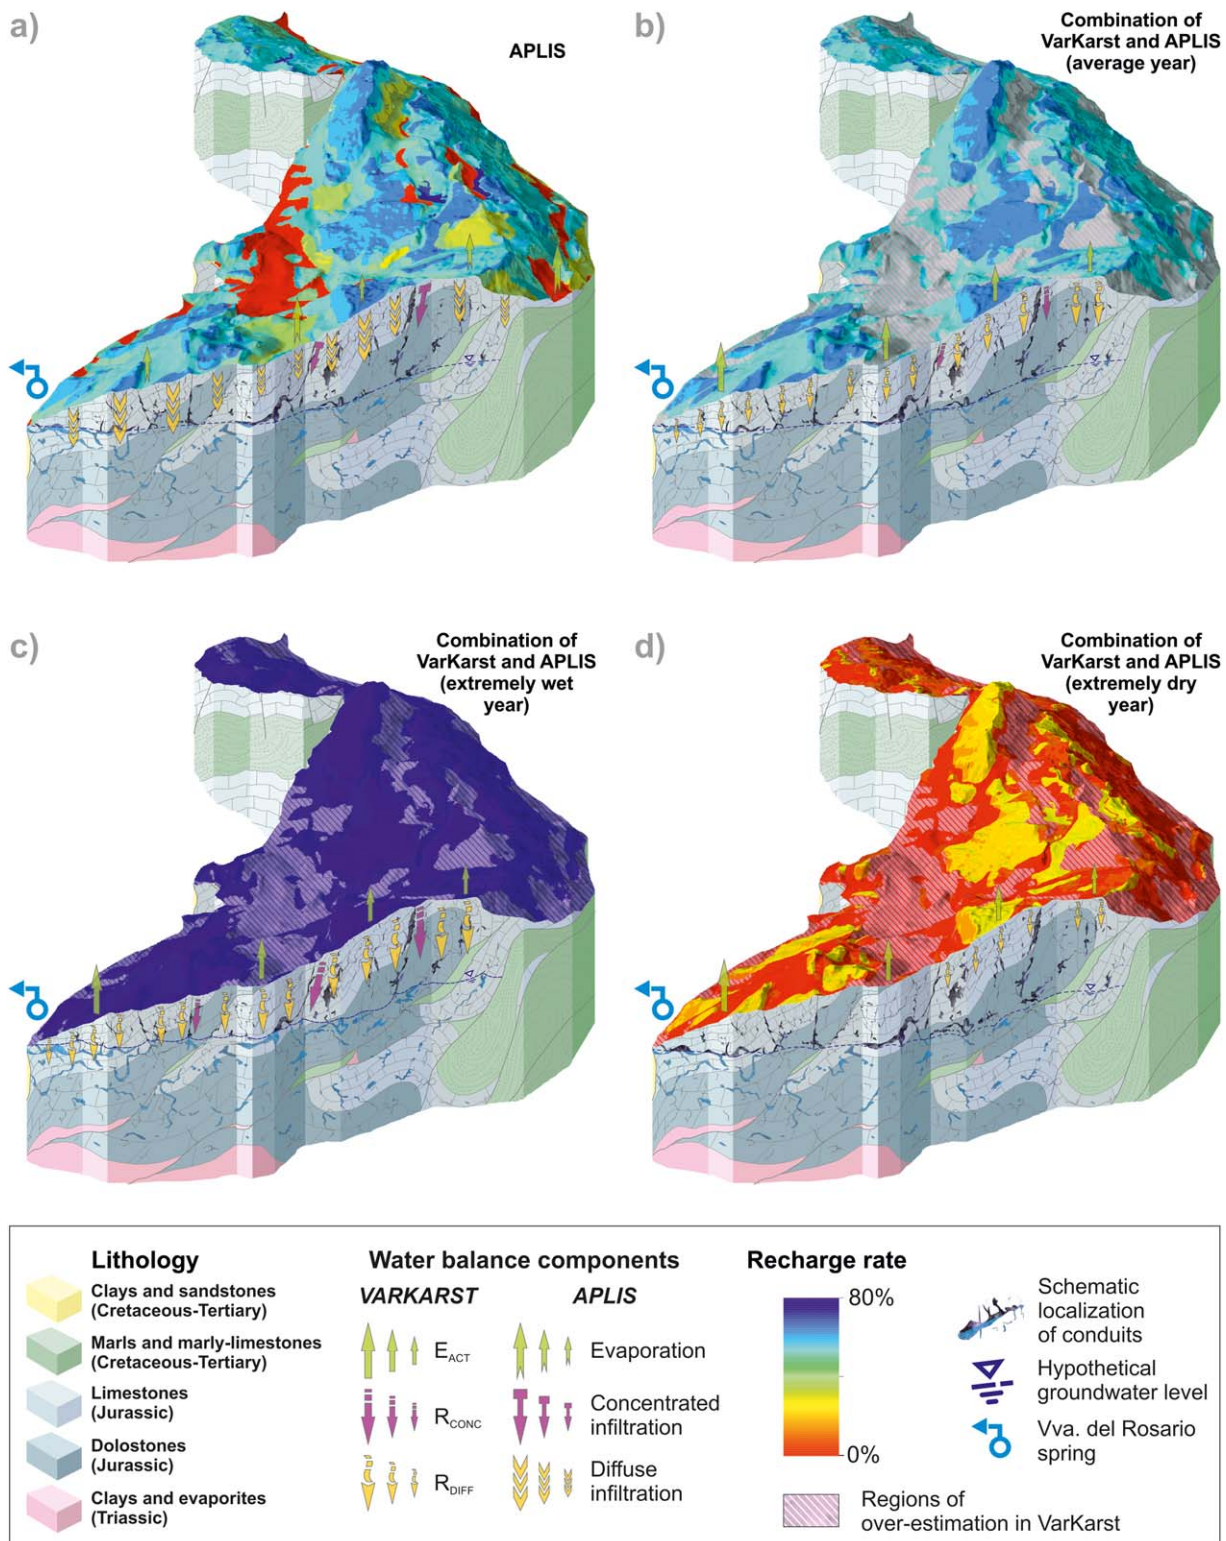 a)
APLIS
b)
Combination of
VarKarst and APLIS
(average year)
c)
Combination of
VarKarst and APLIS
(extremely wet
year)
d)
Combination of
VarKarst and APLIS
(extremely dry
year)
Lithology
Clays and sandstones
(Cretaceous-Tertiary)
Marls and marly-limestones
(Cretaceous-Tertiary)
Limestones
(Jurassic)
Dolostones
(Jurassic)
Clays and evaporites
(Triassic)
Water balance components
VARKARST
APLIS
E_ACT
Evaporation
R_CONC
Concentrated
infiltration
R_DIFF
Diffuse
infiltration
Recharge rate
80%
0%
Regions of
over-estimation in VarKarst
Schematic
localization
of conduits
Hypothetical
groundwater level
Vva. del Rosario
spring